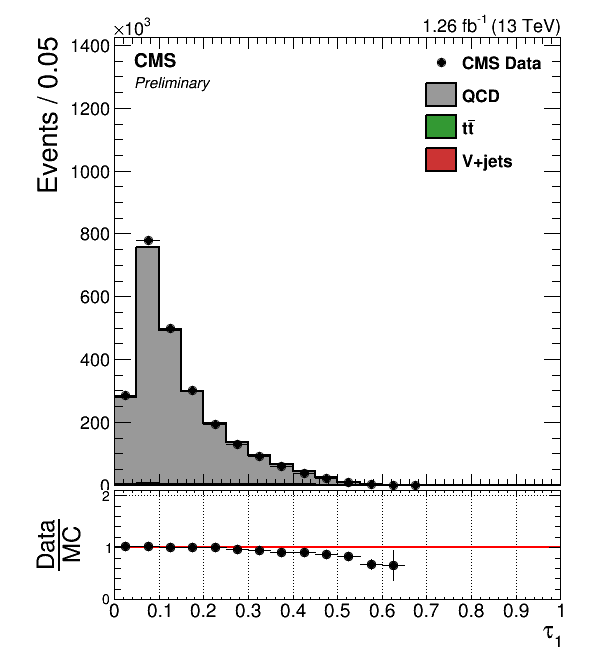 ×10³ 1.26 fb⁻¹ (13 TeV)
CMS
Preliminary
CMS Data
QCD
tt̄
V+jets
Events / 0.05
1400
1200
1000
800
600
400
200
0
Data
MC
2
1
0
0 0.1 0.2 0.3 0.4 0.5 0.6 0.7 0.8 0.9 1
τ₁